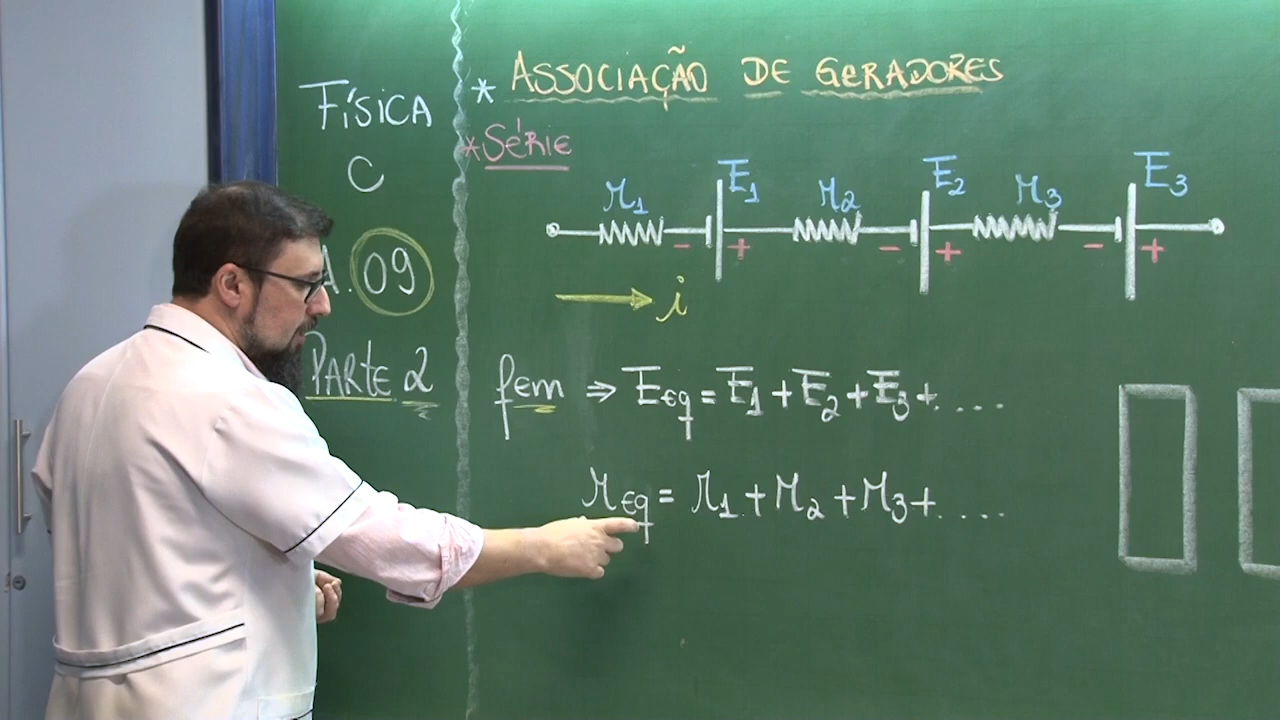 FÍSICA
C
A. 09
PARTE 2
* ASSOCIAÇÃO DE GERADORES
* Série
r1 E1 r2 E2 r3 E3
- + - + - +
i
fem ⇒ Eeq = E1 + E2 + E3 + ....
req = r1 + r2 + r3 + ....